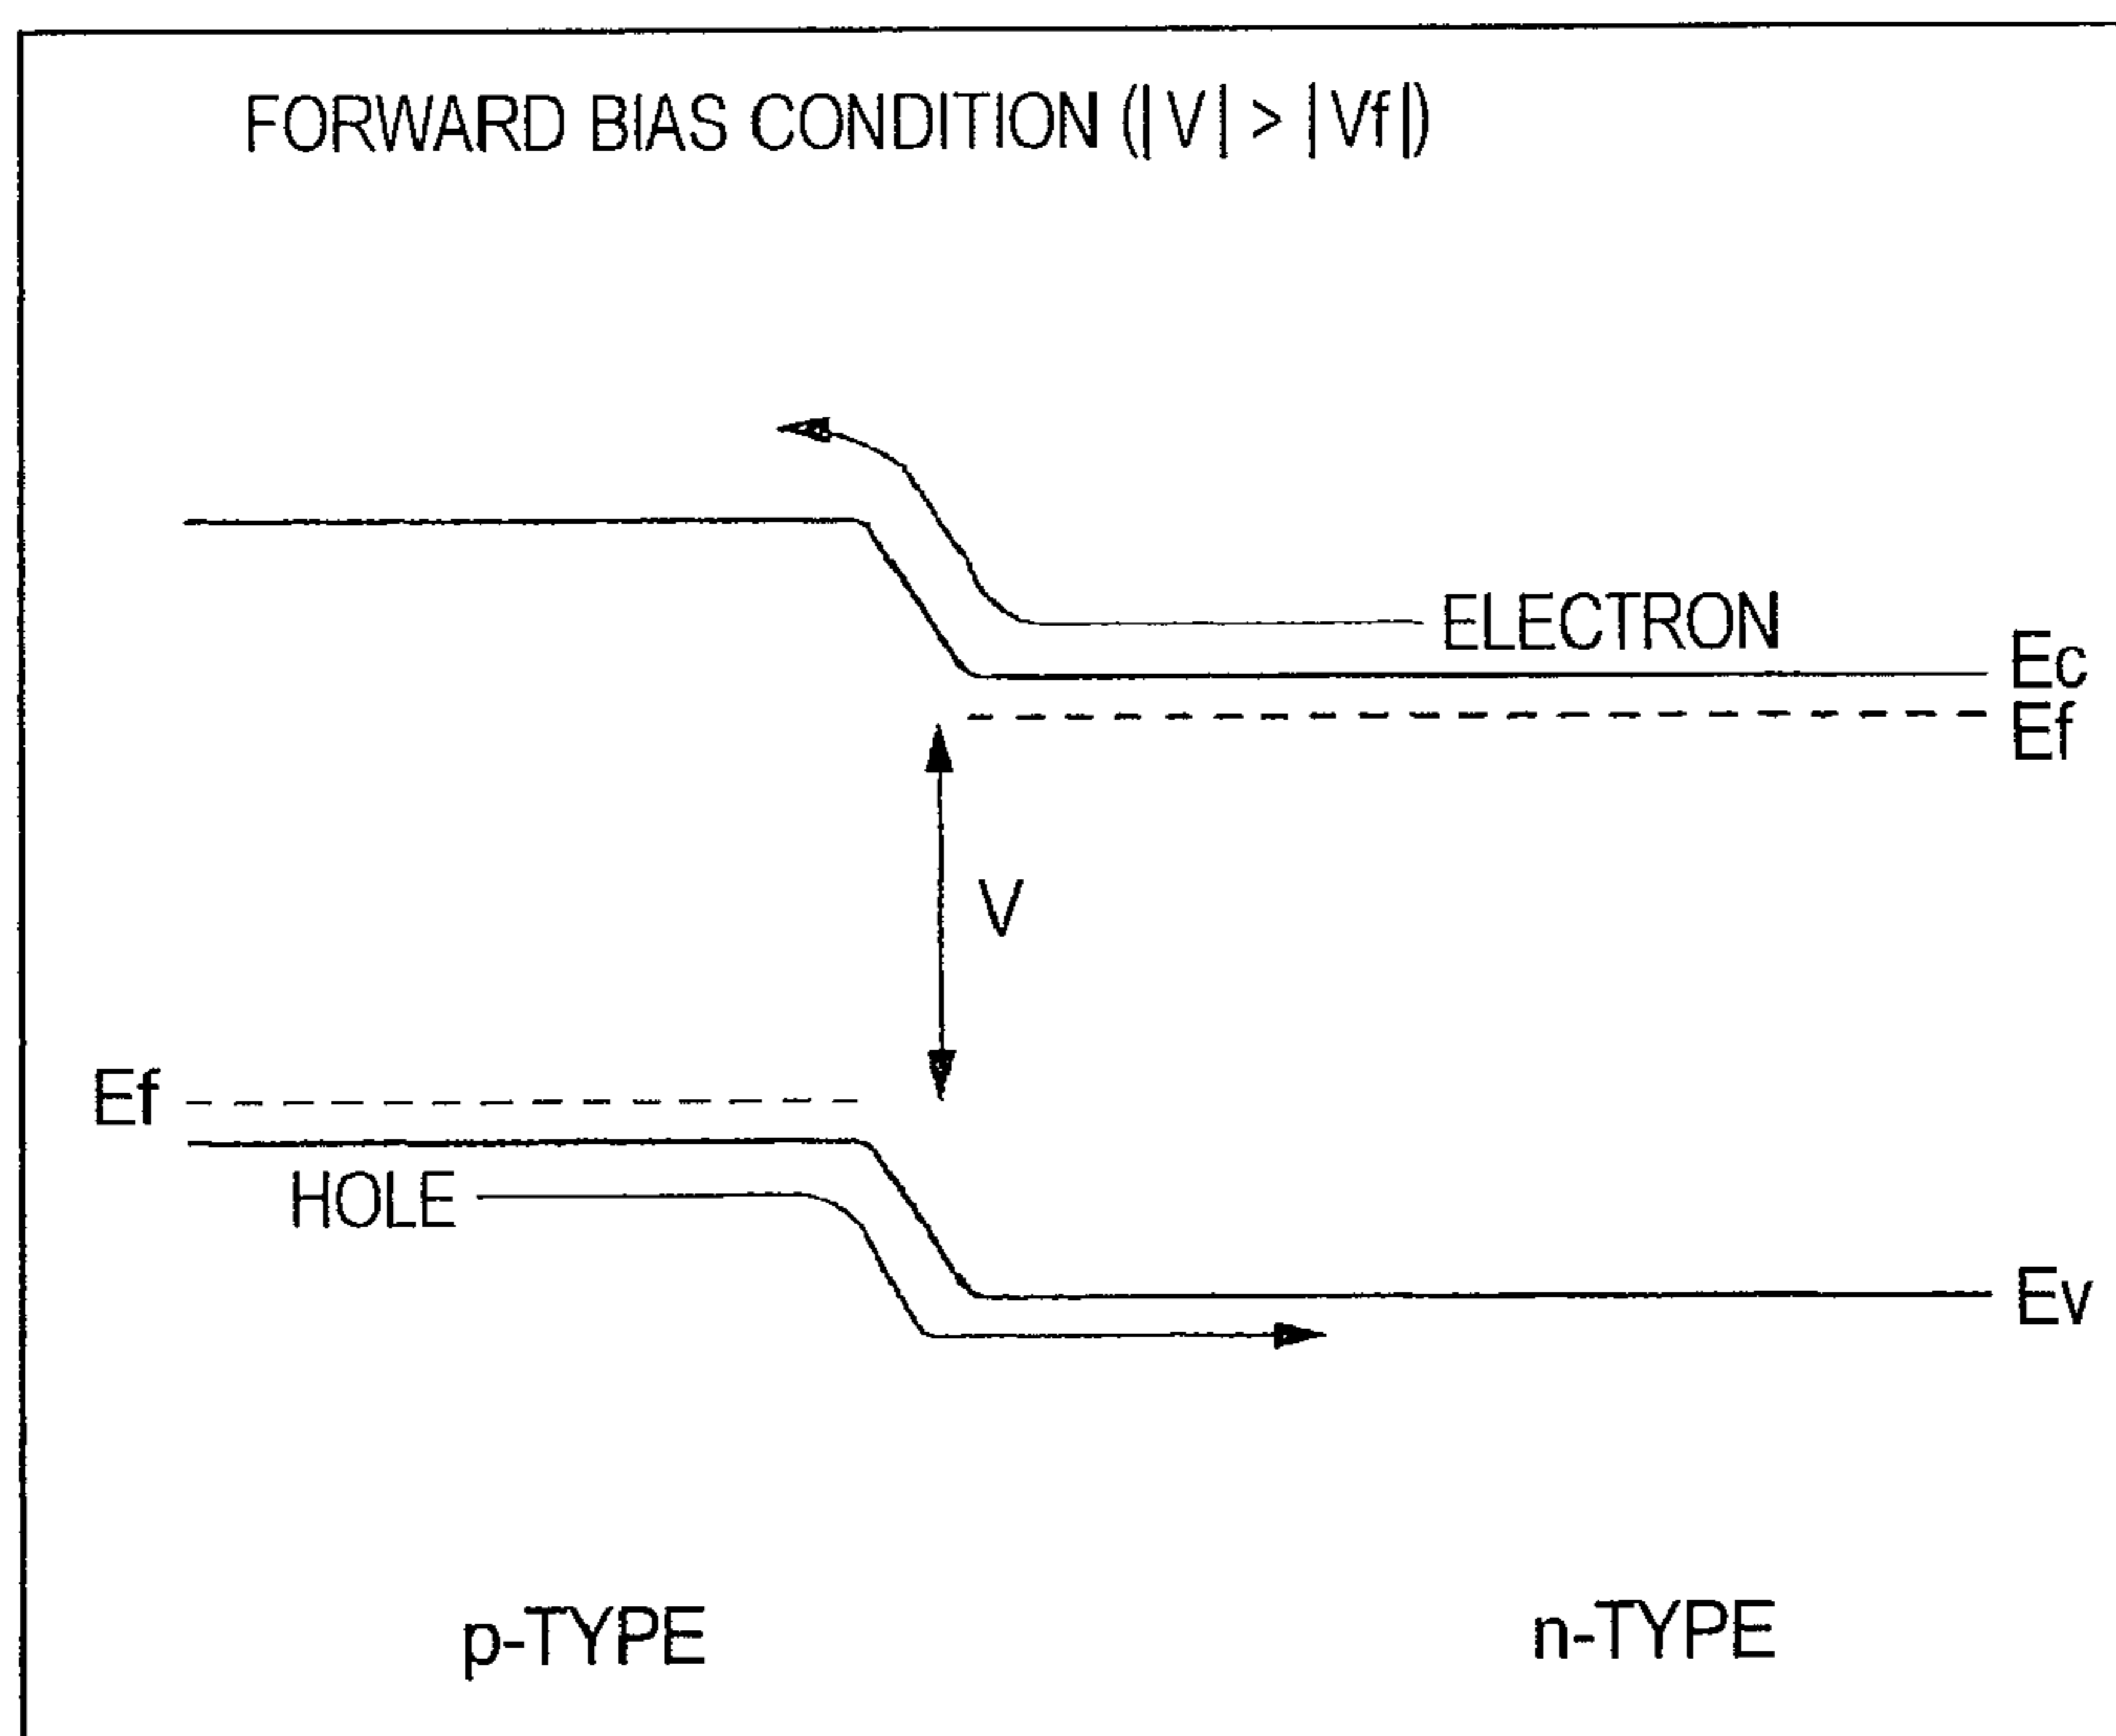 FORWARD BIAS CONDITION (|V| > |Vf|)
ELECTRON
Ec
Ef
V
Ef
HOLE
Ev
p-TYPE
n-TYPE